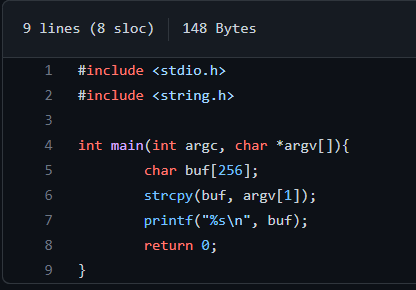 9 lines (8 sloc) 148 Bytes
1 #include <stdio.h>
2 #include <string.h>
3
4 int main(int argc, char *argv[]){
5 char buf[256];
6 strcpy(buf, argv[1]);
7 printf("%s\n", buf);
8 return 0;
9 }